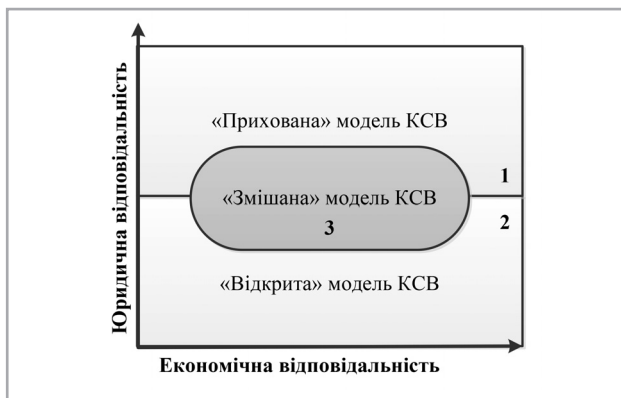 Юридична відповідальність
«Прихована» модель КСВ
1
«Змішана» модель КСВ
3
2
«Відкрита» модель КСВ
Економічна відповідальність